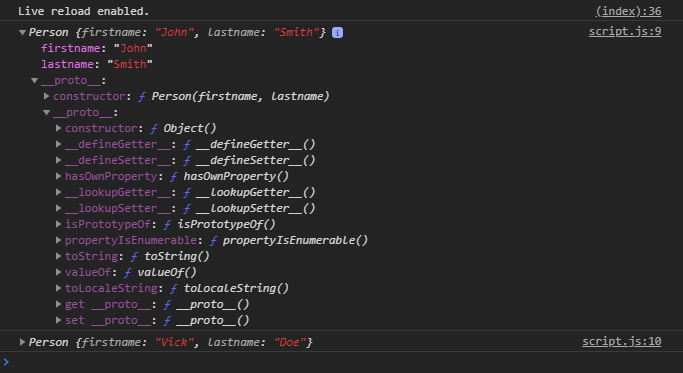 Live reload enabled. (index):36
Person {firstname: "John", lastname: "Smith"} i script.js:9
firstname: "John"
lastname: "Smith"
__proto__:
constructor: ƒ Person(firstname, lastname)
__proto__:
constructor: ƒ Object()
__defineGetter__: ƒ __defineGetter__()
__defineSetter__: ƒ __defineSetter__()
hasOwnProperty: ƒ hasOwnProperty()
__lookupGetter__: ƒ __lookupGetter__()
__lookupSetter__: ƒ __lookupSetter__()
isPrototypeOf: ƒ isPrototypeOf()
propertyIsEnumerable: ƒ propertyIsEnumerable()
toString: ƒ toString()
valueOf: ƒ valueOf()
toLocaleString: ƒ toLocaleString()
get __proto__: ƒ __proto__()
set __proto__: ƒ __proto__()
Person {firstname: "Vick", lastname: "Doe"} script.js:10